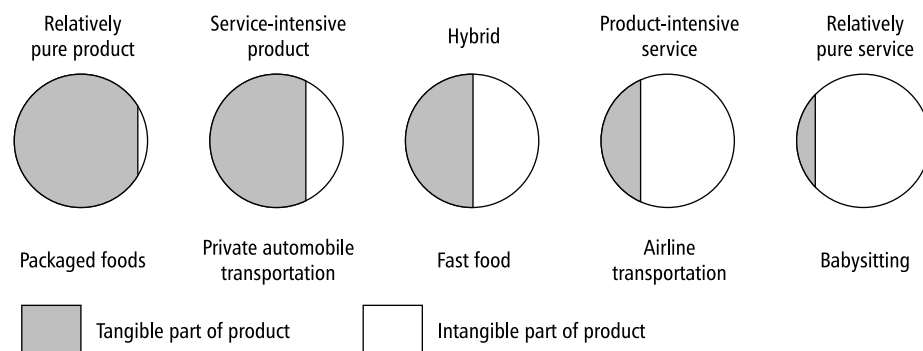 Relatively
pure product
Service-intensive
product
Hybrid
Product-intensive
service
Relatively
pure service
Packaged foods
Private automobile
transportation
Fast food
Airline
transportation
Babysitting
Tangible part of product
Intangible part of product